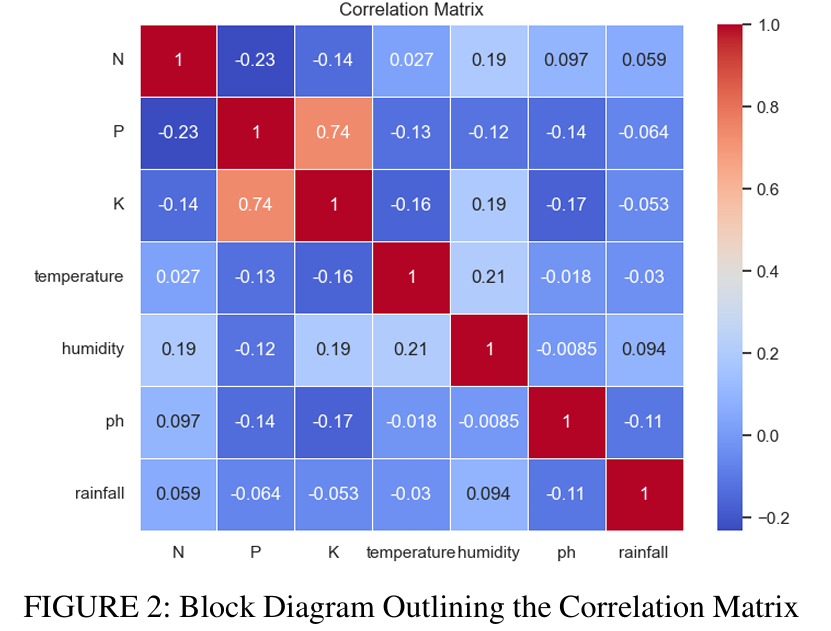 Correlation Matrix
N 1 -0.23 -0.14 0.027 0.19 0.097 0.059
P -0.23 1 0.74 -0.13 -0.12 -0.14 -0.064
K -0.14 0.74 1 -0.16 0.19 -0.17 -0.053
temperature 0.027 -0.13 -0.16 1 0.21 -0.018 -0.03
humidity 0.19 -0.12 0.19 0.21 1 -0.0085 0.094
ph 0.097 -0.14 -0.17 -0.018 -0.0085 1 -0.11
rainfall 0.059 -0.064 -0.053 -0.03 0.094 -0.11 1
N P K temperature humidity ph rainfall
1.0
0.8
0.6
0.4
0.2
0.0
−0.2
FIGURE 2: Block Diagram Outlining the Correlation Matrix